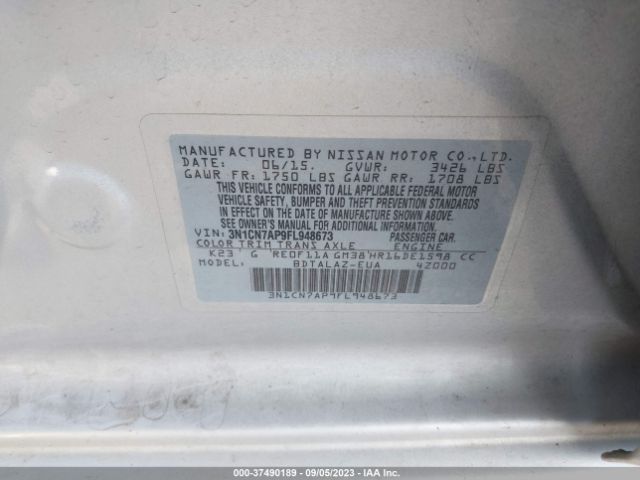 MANUFACTURED BY NISSAN MOTOR CO.,LTD.
DATE: 06/15. GVWR: 3426 LBS
GAWR FR: 1750 LBS GAWR RR: 1708 LBS
THIS VEHICLE CONFORMS TO ALL APPLICABLE FEDERAL MOTOR
VEHICLE SAFETY, BUMPER AND THEFT PREVENTION STANDARDS
IN EFFECT ON THE DATE OF MANUFACTURE SHOWN ABOVE.
SEE OWNER'S MANUAL FOR ADDITIONAL INFORMATION.
VIN: 3N1CN7AP9FL948673 PASSENGER CAR.
COLOR TRIM TRANS AXLE ENGINE
K23 G RE0F11A GM38 HR16DE1598 CC
MODEL: BDTALAZ-EUA 42000
3N1CN7AP9FL948673
000-37490189 - 09/05/2023 - IAA Inc.